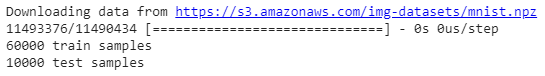 Downloading data from https://s3.amazonaws.com/img-datasets/mnist.npz
11493376/11490434 [==============================] - 0s 0us/step
60000 train samples
10000 test samples